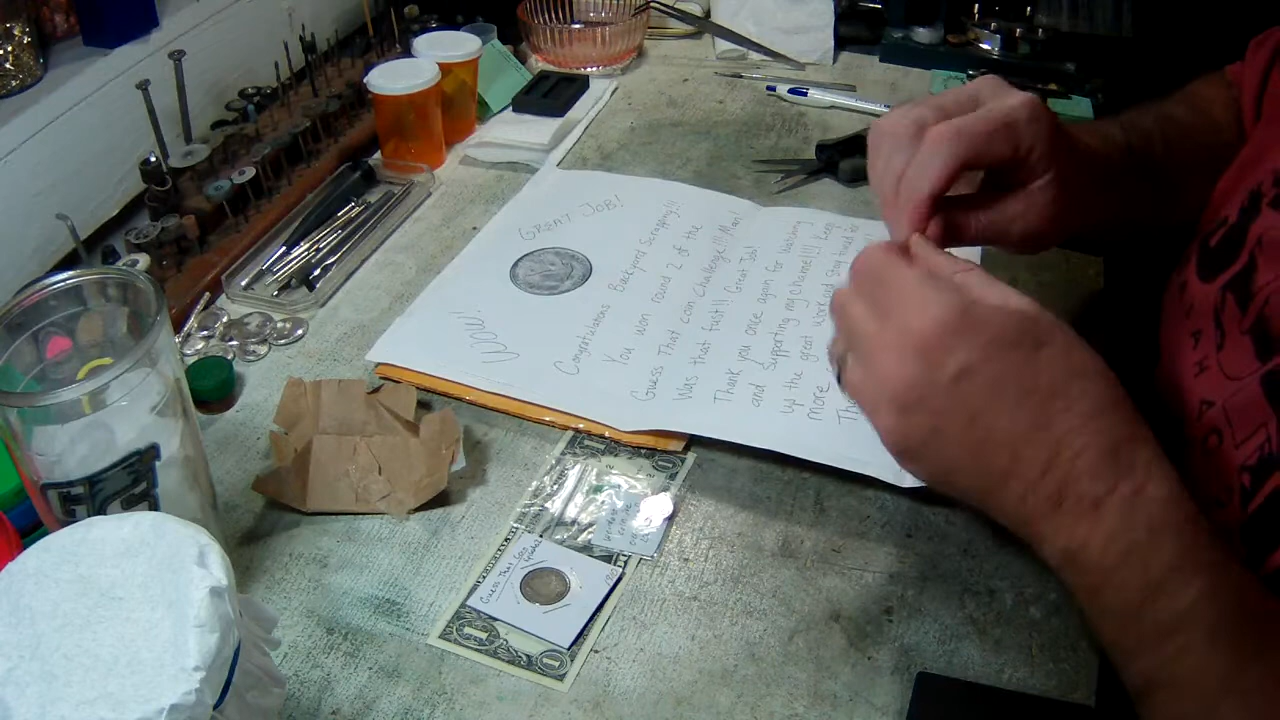 GREAT JOB!
WOW!
Congratulations Backyard Scrapping!!!
You won round 2 of the
Guess That Coin Challenge!!! Man!
Was that fast!! Great Job!
Thank you once again for watching
and Supporting my channel!!! Keep
up the great work and stay tuned for
more
Guess That Coin
1
1